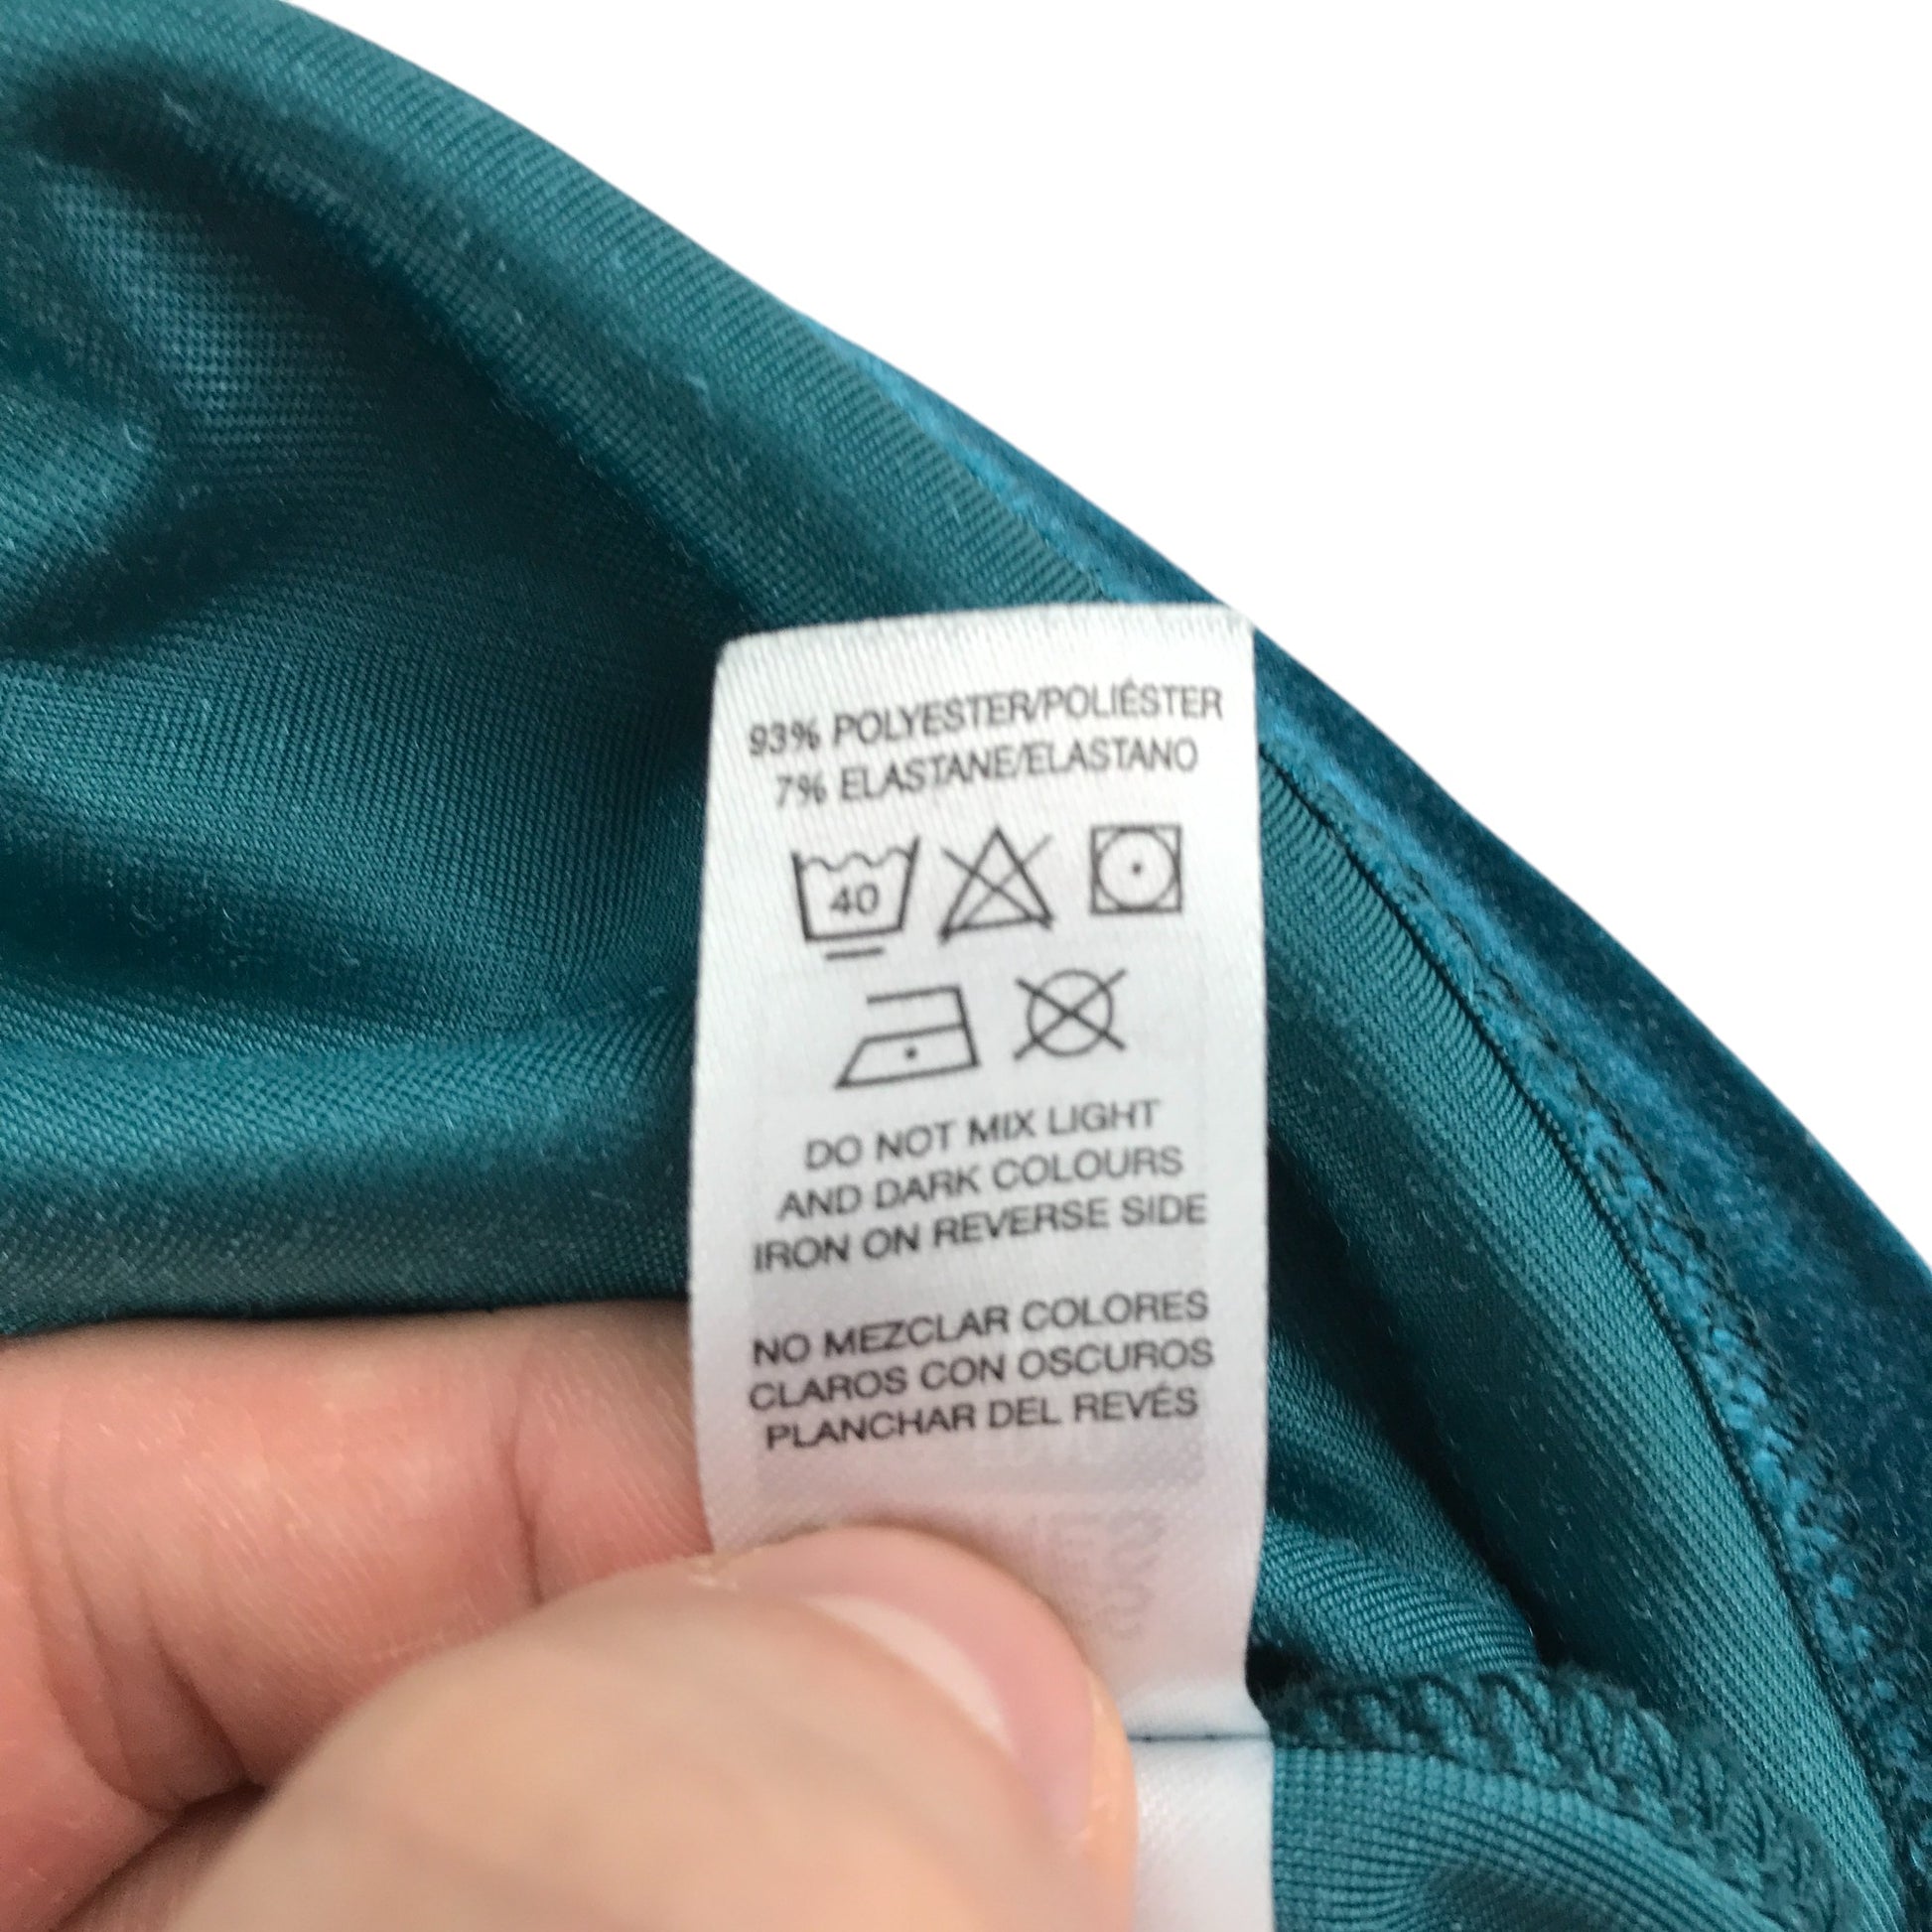 93% POLYESTER/POLIÉSTER
7% ELASTANE/ELASTANO
40
DO NOT MIX LIGHT
AND DARK COLOURS
IRON ON REVERSE SIDE
NO MEZCLAR COLORES
CLAROS CON OSCUROS
PLANCHAR DEL REVÉS